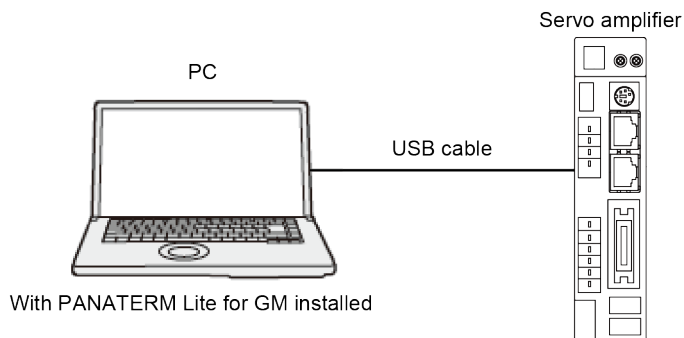 Servo amplifier
PC
USB cable
With PANATERM Lite for GM installed